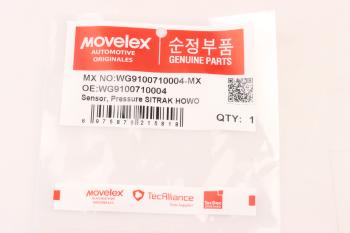 MOVELEX
AUTOMOTIVE
ORIGINALES
순정부품
GENUINE PARTS
MX NO:WG9100710004-MX
OE:WG9100710004
Sensor, Pressure SITRAK HOWO
QTY: 1
MOVELEX
TecAlliance